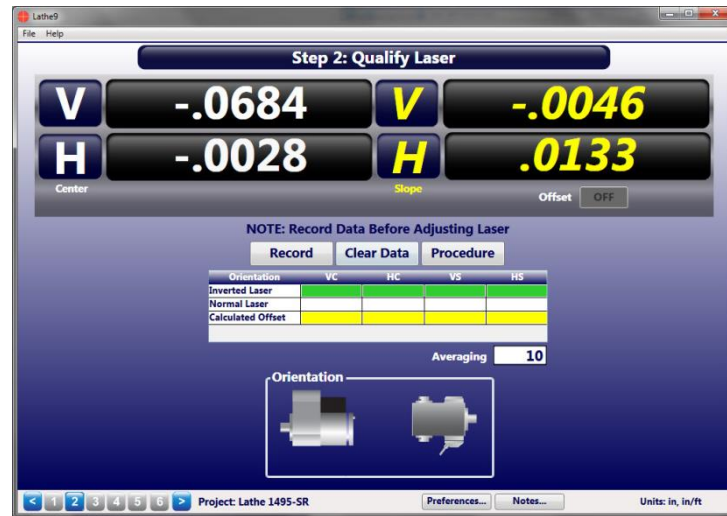 Lathe9
File Help
Step 2: Qualify Laser
V -.0684 V -.0046
H -.0028 H .0133
Center Slope Offset OFF
NOTE: Record Data Before Adjusting Laser
Record Clear Data Procedure
Orientation VC HC VS HS
Inverted Laser
Normal Laser
Calculated Offset
Averaging 10
Orientation
< 1 2 3 4 5 6 > Project: Lathe 1495-SR Preferences... Notes... Units: in, in/ft